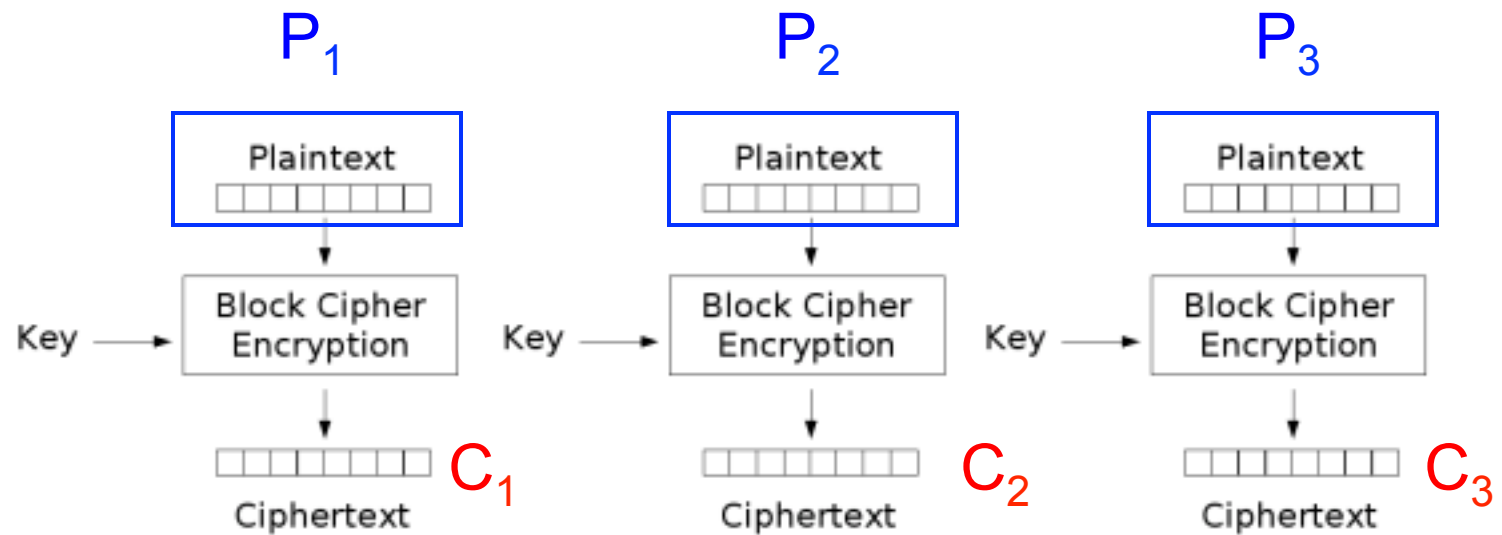 P1 P2 P3
Plaintext Plaintext Plaintext
Block Cipher Block Cipher Block Cipher
Key Encryption Key Encryption Key Encryption
C1 C2 C3
Ciphertext Ciphertext Ciphertext